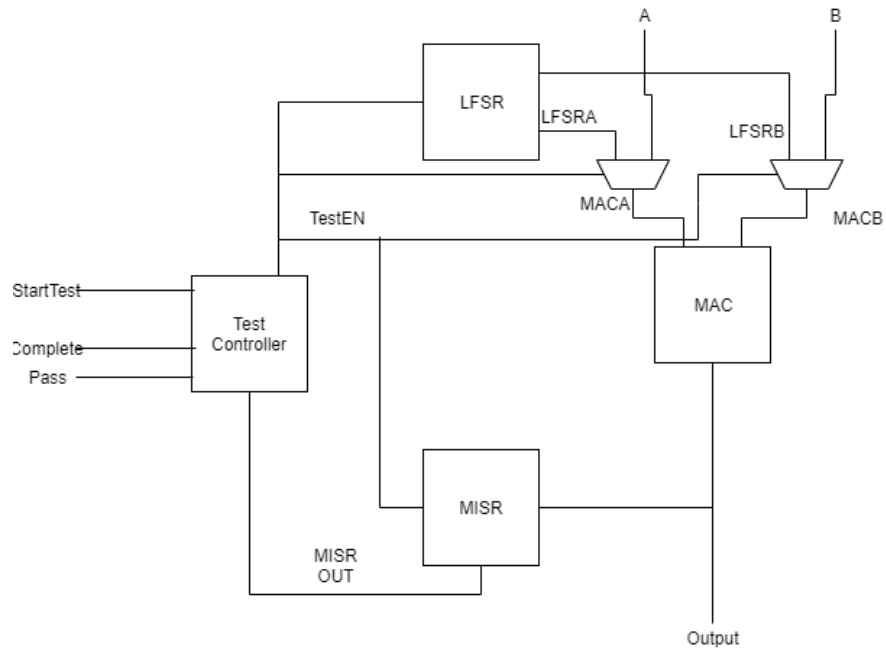 A
B
LFSR
LFSRA
LFSRB
MACA
MACB
TestEN
StartTest
MAC
Test
Controller
Complete
Pass
MISR
MISR
OUT
Output